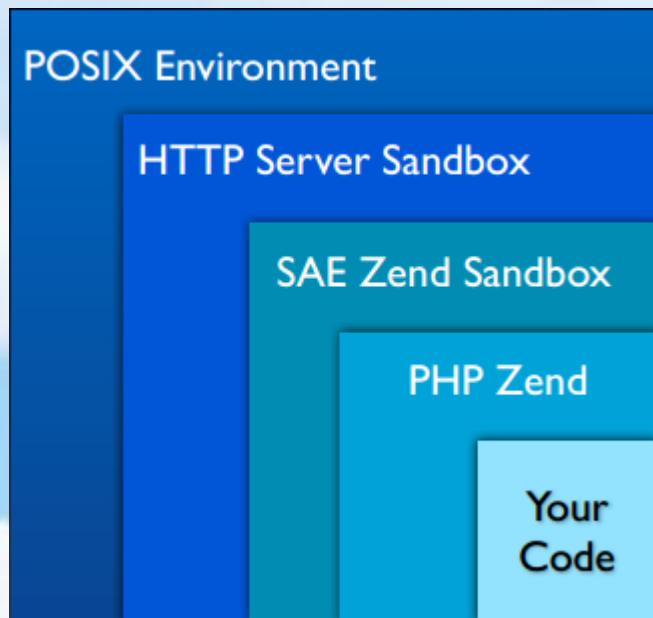 POSIX Environment
HTTP Server Sandbox
SAE Zend Sandbox
PHP Zend
Your
Code